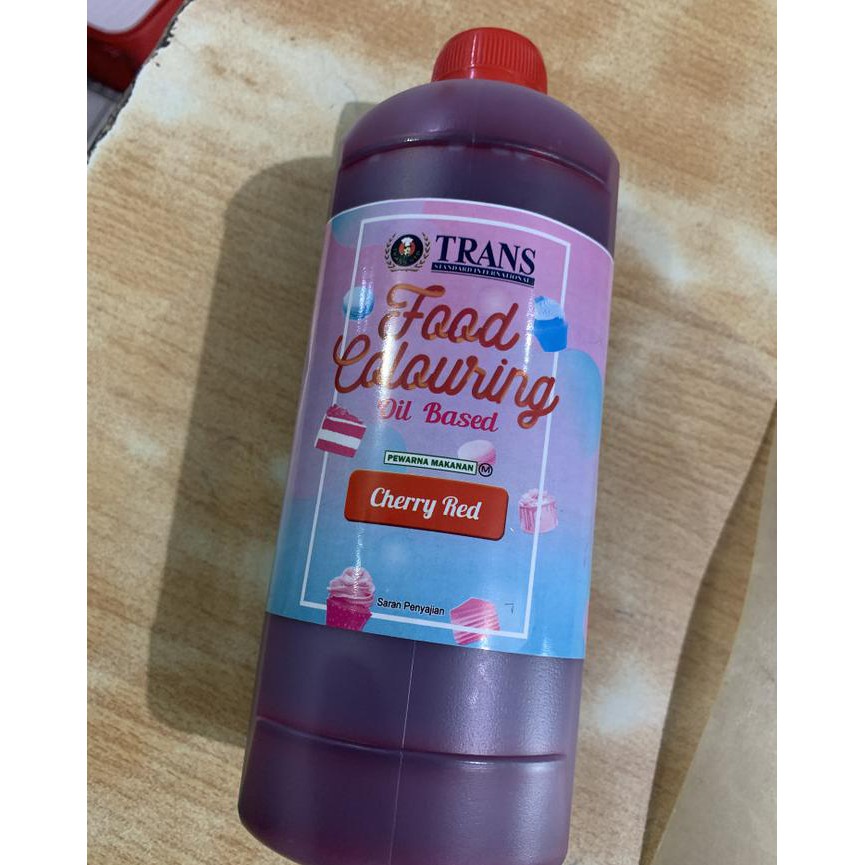 TRANS
STANDARD INTERNATIONAL
Food
Colouring
Oil Based
PEWARNA MAKANAN M
Cherry Red
Saran Penyajian